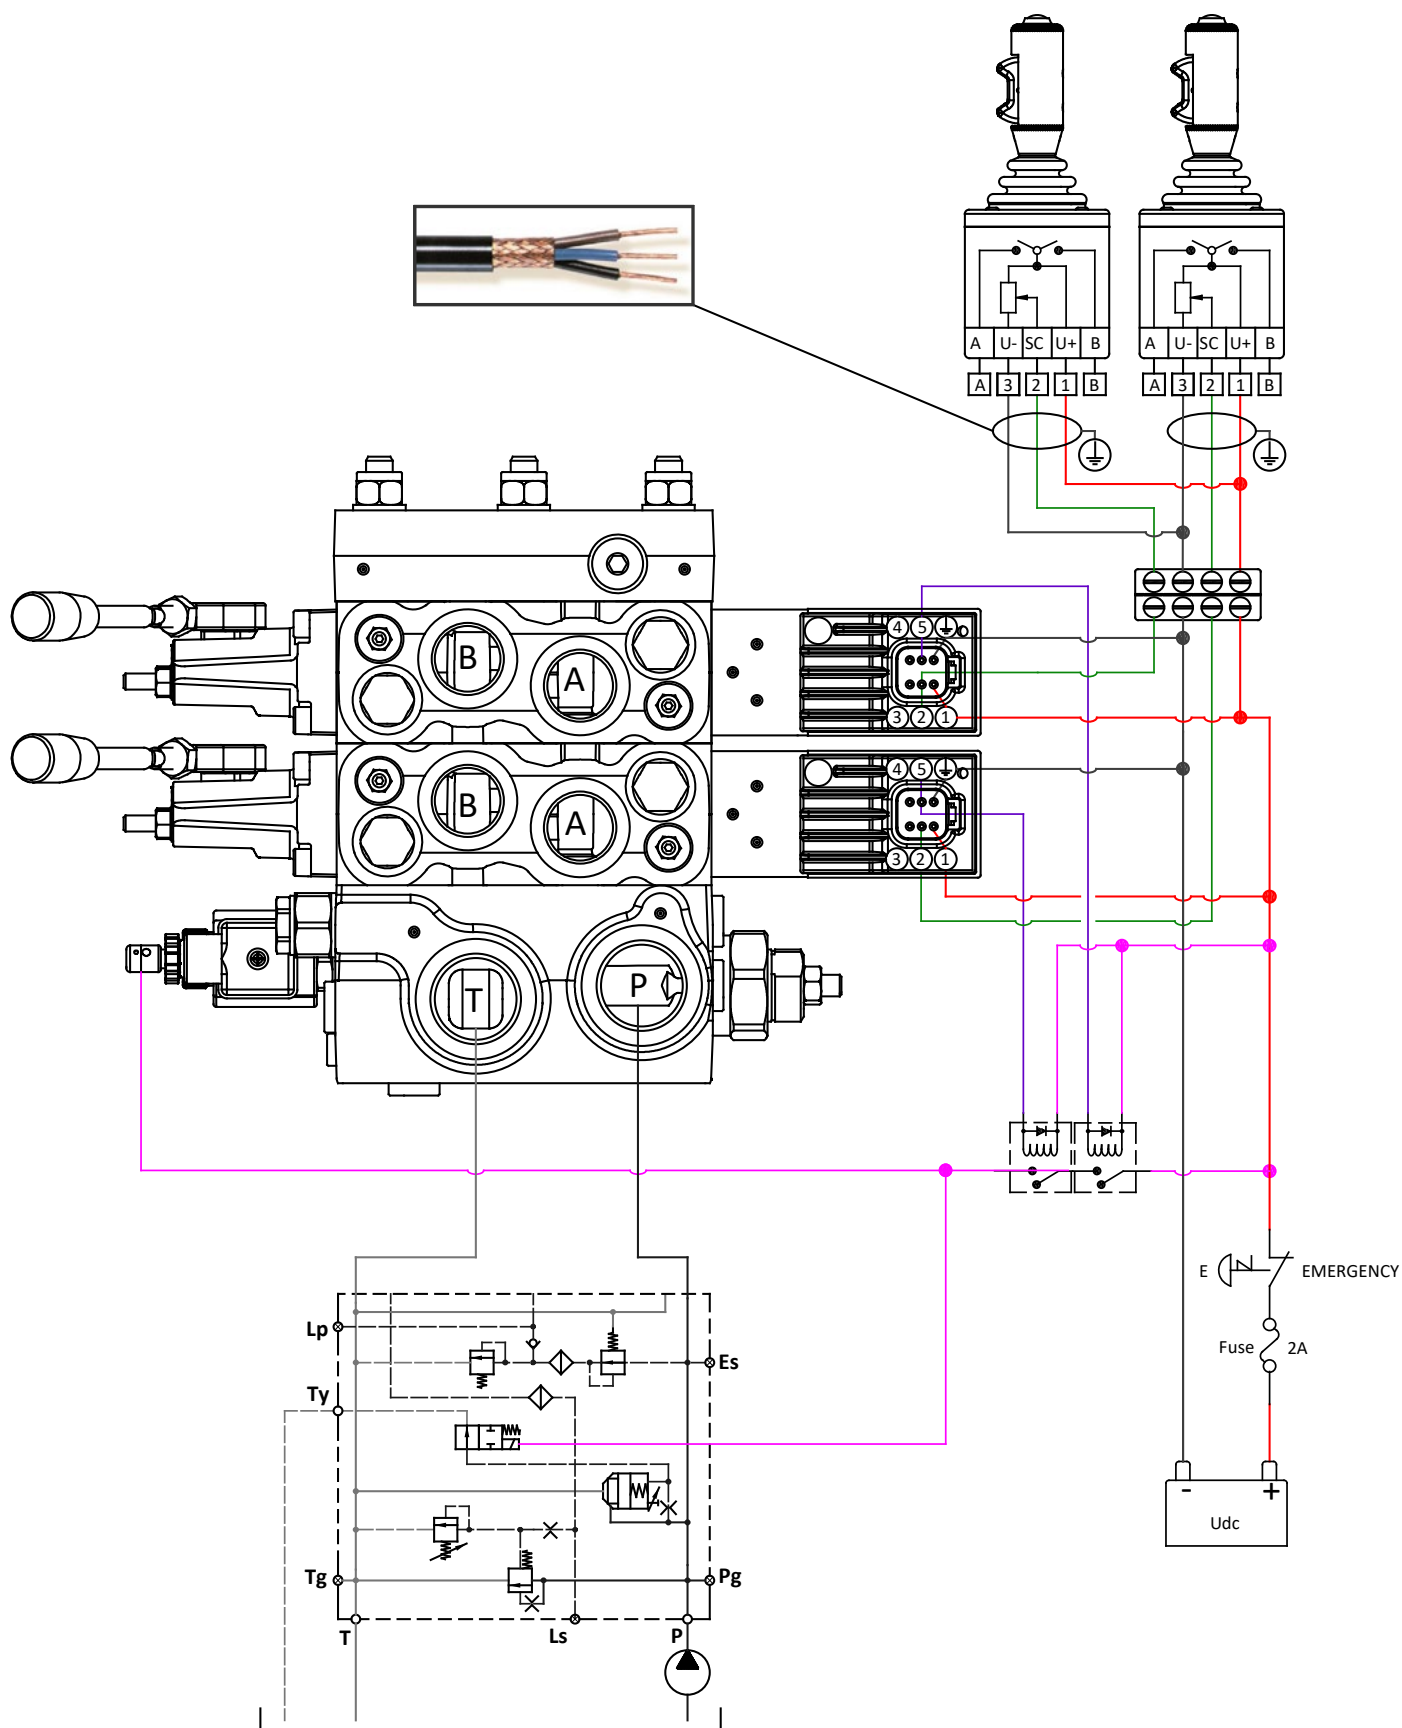 A U- SC U+ B
A U- SC U+ B
A 3 2 1 B
A 3 2 1 B
4 5
B
A
3 2 1
4 5
B
A
3 2 1
T
P
E
EMERGENCY
Fuse 2A
Lp
Es
Ty
- +
Udc
Tg
Pg
T
Ls
P